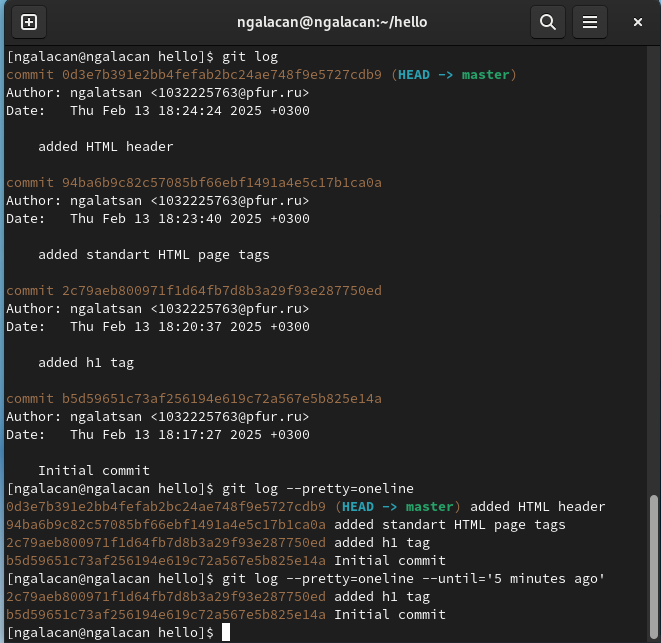 ngalacan@ngalacan:~/hello
[ngalacan@ngalacan hello]$ git log
commit 0d3e7b391e2bb4fefab2bc24ae748f9e5727cdb9 (HEAD -> master)
Author: ngalatsan <1032225763@pfur.ru>
Date:   Thu Feb 13 18:24:24 2025 +0300
    added HTML header
commit 94ba6b9c82c57085bf66ebf1491a4e5c17b1ca0a
Author: ngalatsan <1032225763@pfur.ru>
Date:   Thu Feb 13 18:23:40 2025 +0300
    added standart HTML page tags
commit 2c79aeb800971f1d64fb7d8b3a29f93e287750ed
Author: ngalatsan <1032225763@pfur.ru>
Date:   Thu Feb 13 18:20:37 2025 +0300
    added h1 tag
commit b5d59651c73af256194e619c72a567e5b825e14a
Author: ngalatsan <1032225763@pfur.ru>
Date:   Thu Feb 13 18:17:27 2025 +0300
    Initial commit
[ngalacan@ngalacan hello]$ git log --pretty=oneline
0d3e7b391e2bb4fefab2bc24ae748f9e5727cdb9 (HEAD -> master) added HTML header
94ba6b9c82c57085bf66ebf1491a4e5c17b1ca0a added standart HTML page tags
2c79aeb800971f1d64fb7d8b3a29f93e287750ed added h1 tag
b5d59651c73af256194e619c72a567e5b825e14a Initial commit
[ngalacan@ngalacan hello]$ git log --pretty=oneline --until='5 minutes ago'
2c79aeb800971f1d64fb7d8b3a29f93e287750ed added h1 tag
b5d59651c73af256194e619c72a567e5b825e14a Initial commit
[ngalacan@ngalacan hello]$